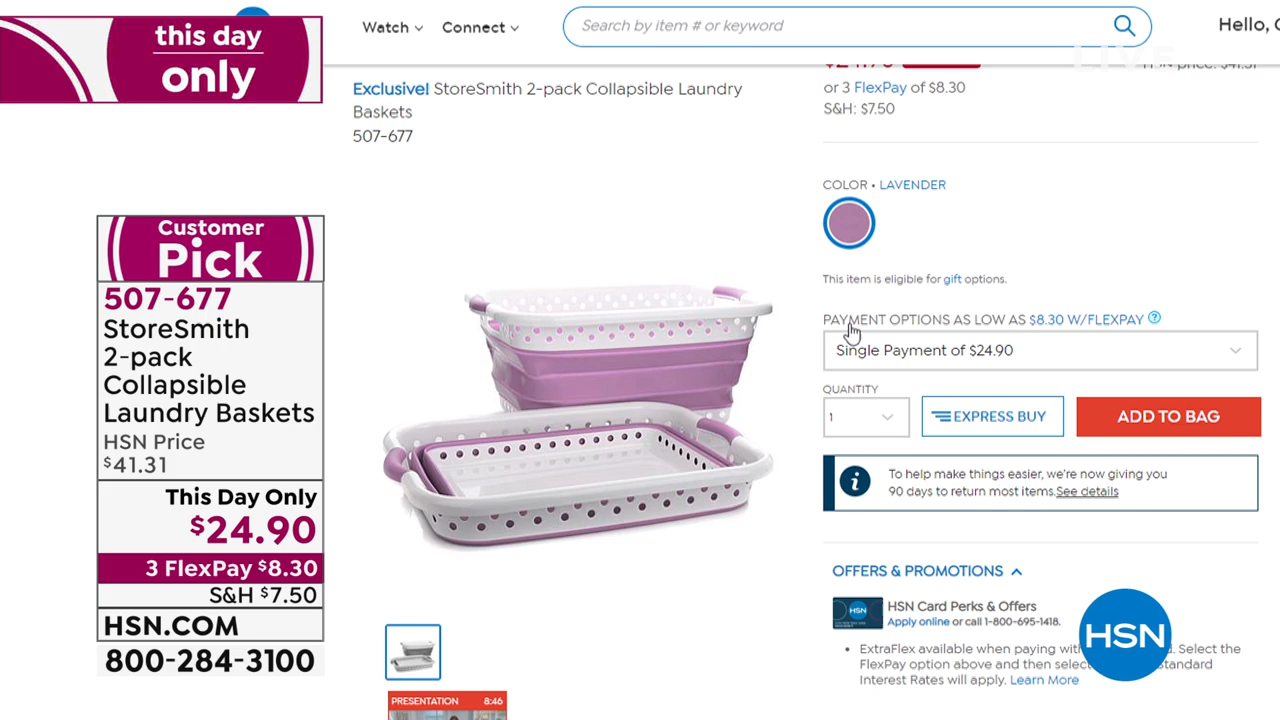 this day
only
Customer
Pick
507-677
StoreSmith
2-pack
Collapsible
Laundry Baskets
HSN Price
$41.31
This Day Only
$24.90
3 FlexPay $8.30
S&H $7.50
HSN.COM
800-284-3100
Watch
Connect
Search by item # or keyword
Hello,
LIVE
Exclusive! StoreSmith 2-pack Collapsible Laundry
Baskets
507-677
or 3 FlexPay of $8.30
S&H: $7.50
COLOR • LAVENDER
This item is eligible for gift options.
PAYMENT OPTIONS AS LOW AS $8.30 W/FLEXPAY ?
Single Payment of $24.90
QUANTITY
1
EXPRESS BUY
ADD TO BAG
i
To help make things easier, we're now giving you
90 days to return most items. See details
OFFERS & PROMOTIONS
HSN
HSN Card Perks & Offers
Apply online or call 1-800-695-1418.
• ExtraFlex available when paying with Select the
FlexPay option above and then select Standard
Interest Rates will apply. Learn More
HSN
PRESENTATION 8:46